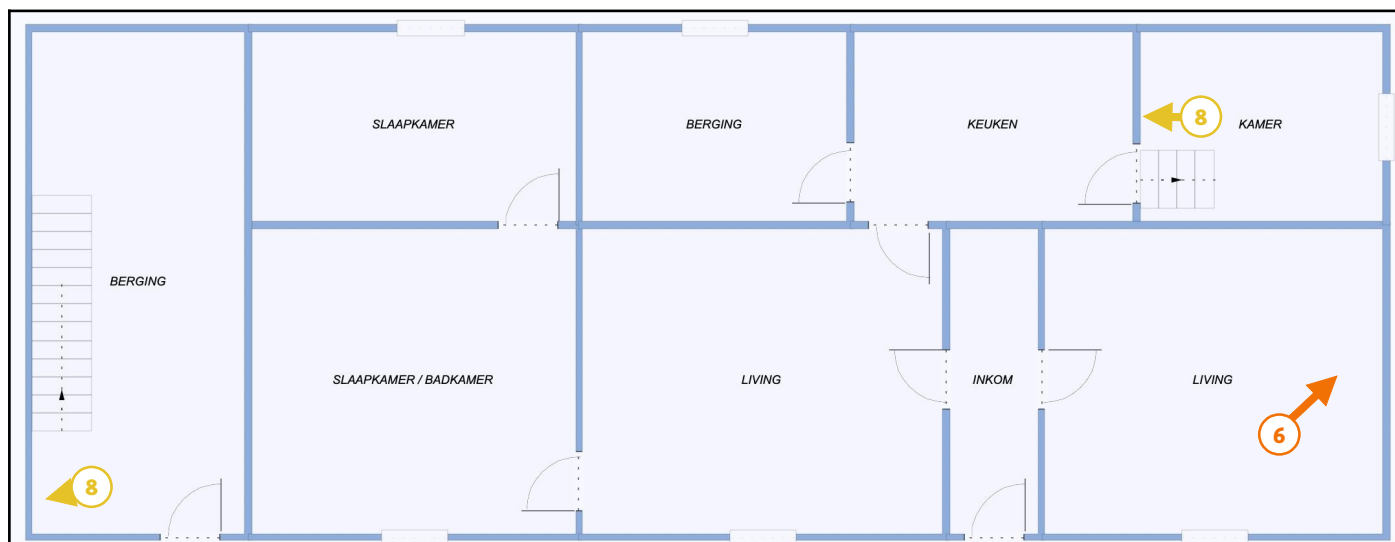 SLAAPKAMER
BERGING
KEUKEN
8
KAMER
BERGING
SLAAPKAMER / BADKAMER
LIVING
INKOM
LIVING
6
8